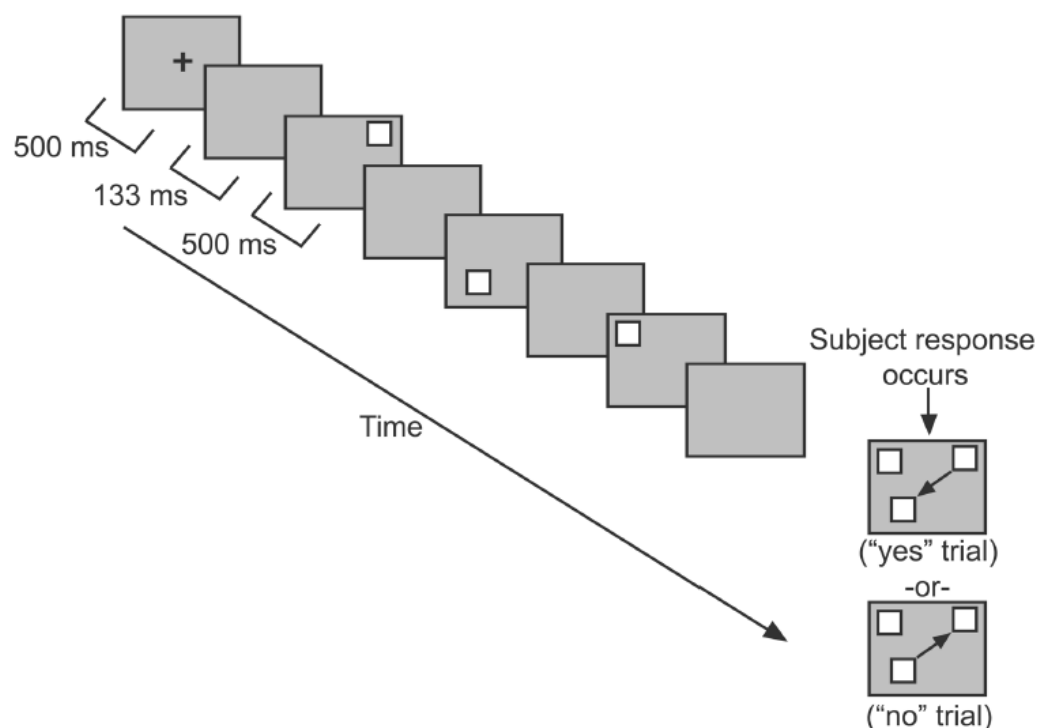 +
500 ms
133 ms
500 ms
Time
Subject response
occurs
(“yes” trial)
-or-
(“no” trial)